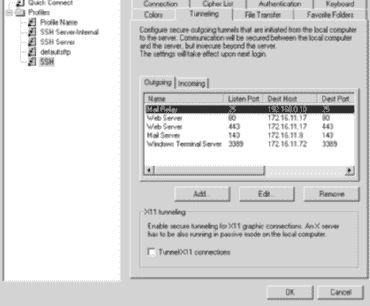 Quick Connect
Profiles
Profile Name
SSH Server-Internal
SSH Server
defaultsftp
SSH
Connection Cipher List Authentication Keyboard
Colors Tunneling File Transfer Favorite Folders
Configure secure outgoing tunnels that are initiated from the local computer
to the server. Communication will be secured between the local computer
and the server, but insecure beyond the server.
The settings will take effect upon next login.
Outgoing Incoming
Name Listen Port Dest Host Dest Port
Mail Relay 25 192.168.0.10 25
Web Server 80 172.16.11.17 80
Web Server 443 172.16.11.17 443
Mail Server 143 172.16.11.8 143
Windows Terminal Server 3389 172.16.11.72 3389
Add... Edit... Remove
X11 tunneling
Enable secure tunneling for X11 graphic connections. An X server
has to be also running in passive mode on the local computer.
Tunnel X11 connections
OK Cancel